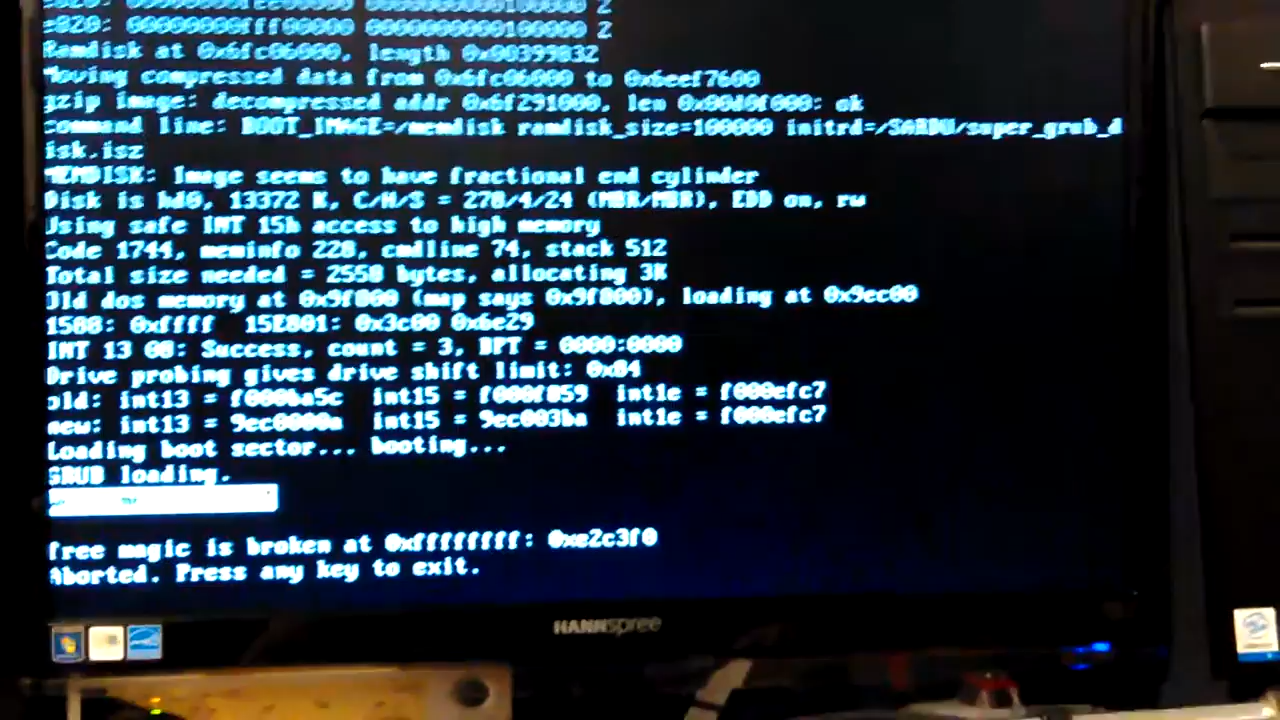 e820: 00000000fff00000 0000000000100000 2
Ramdisk at 0x6fc06000, length 0x00399832
Moving compressed data from 0x6fc06000 to 0x6eef7600
gzip image: decompressed addr 0x6f291000, len 0x00d0f000: ok
command line: BOOT_IMAGE=/memdisk ramdisk_size=100000 initrd=/SARDU/super_grub_d
isk.isz
MEMDISK: Image seems to have fractional end cylinder
Disk is hd0, 13372 K, C/H/S = 278/4/24 (MBR/MBR), EDD on, rw
Using safe INT 15h access to high memory
Code 1744, meminfo 228, cmdline 74, stack 512
Total size needed = 2558 bytes, allocating 3K
Old dos memory at 0x9f800 (map says 0x9f800), loading at 0x9ec00
1588: 0xffff 15E801: 0x3c00 0x6e29
INT 13 08: Success, count = 3, BPT = 0000:0000
Drive probing gives drive shift limit: 0x84
old: int13 = f000ba5c int15 = f000f859 int1e = f000efc7
new: int13 = 9ec0000a int15 = 9ec003ba int1e = f000efc7
Loading boot sector... booting...
GRUB loading.
free magic is broken at 0xffffffff: 0xe2c3f0
Aborted. Press any key to exit.
HANNspree